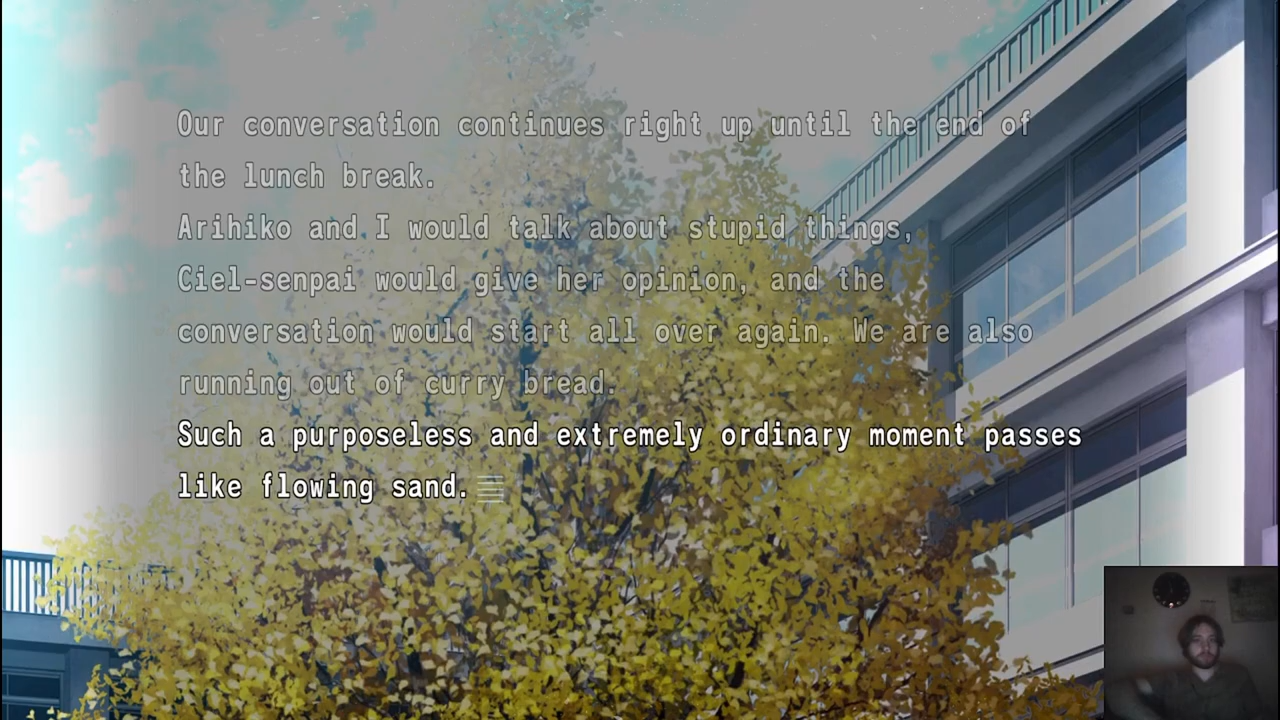 Our conversation continues right up until the end of
the lunch break.
Arihiko and I would talk about stupid things,
Ciel-senpai would give her opinion, and the
conversation would start all over again. We are also
running out of curry bread.
Such a purposeless and extremely ordinary moment passes
like flowing sand.